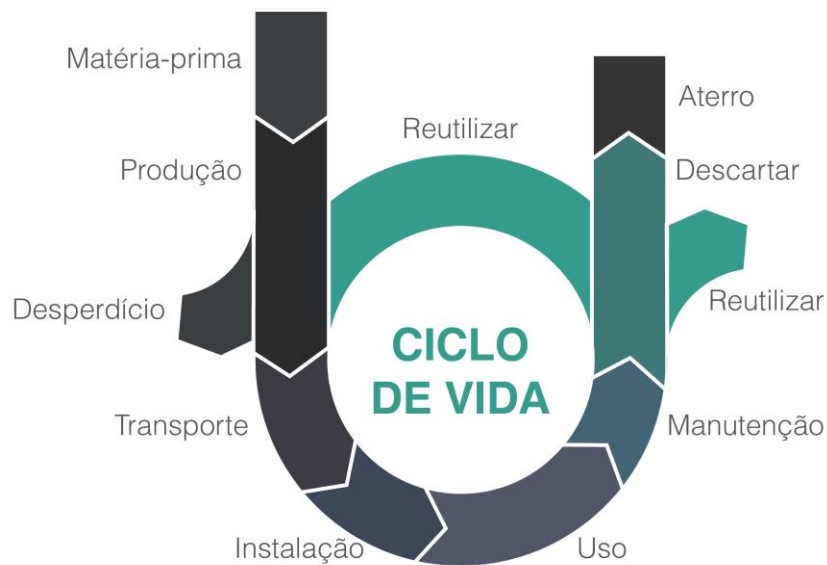 Matéria-prima
Produção
Desperdício
Transporte
Instalação
Uso
Manutenção
Reutilizar
Descartar
Aterro
Reutilizar
CICLO
DE VIDA